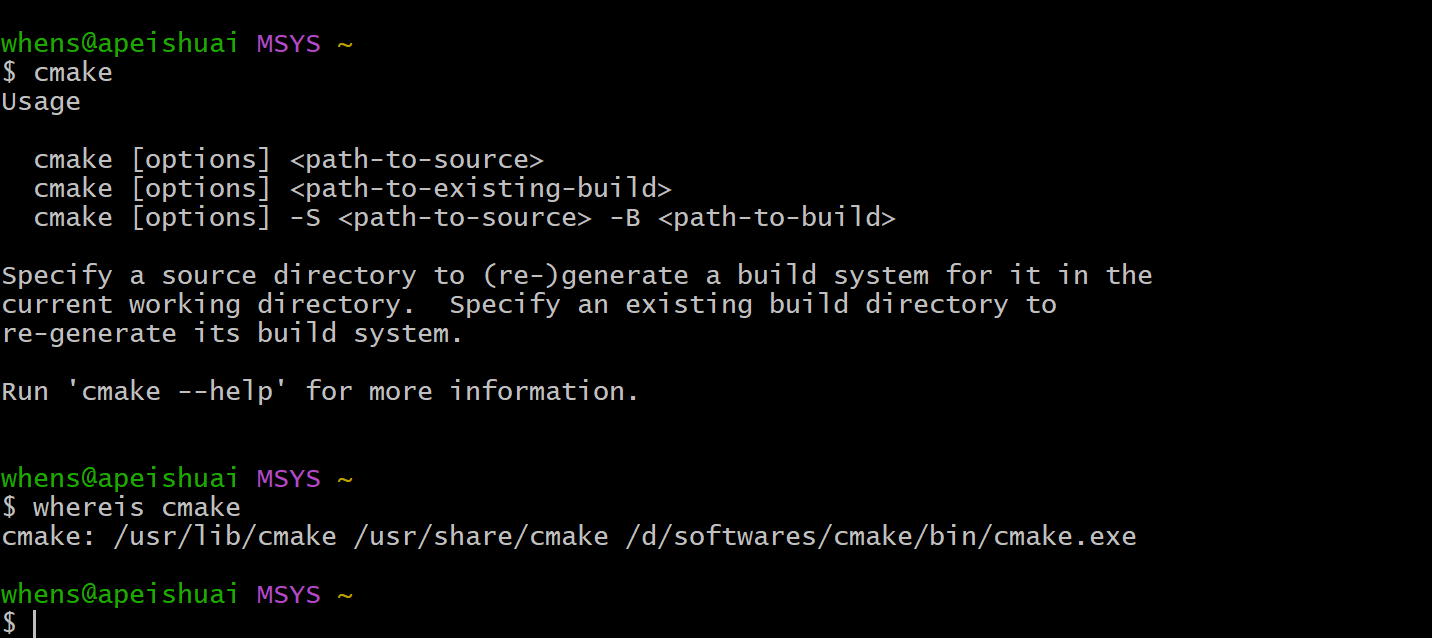 whens@apeishuai MSYS ~
$ cmake
Usage
cmake [options] <path-to-source>
cmake [options] <path-to-existing-build>
cmake [options] -S <path-to-source> -B <path-to-build>
Specify a source directory to (re-)generate a build system for it in the
current working directory.  Specify an existing build directory to
re-generate its build system.
Run 'cmake --help' for more information.
whens@apeishuai MSYS ~
$ whereis cmake
cmake: /usr/lib/cmake /usr/share/cmake /d/softwares/cmake/bin/cmake.exe
whens@apeishuai MSYS ~
$